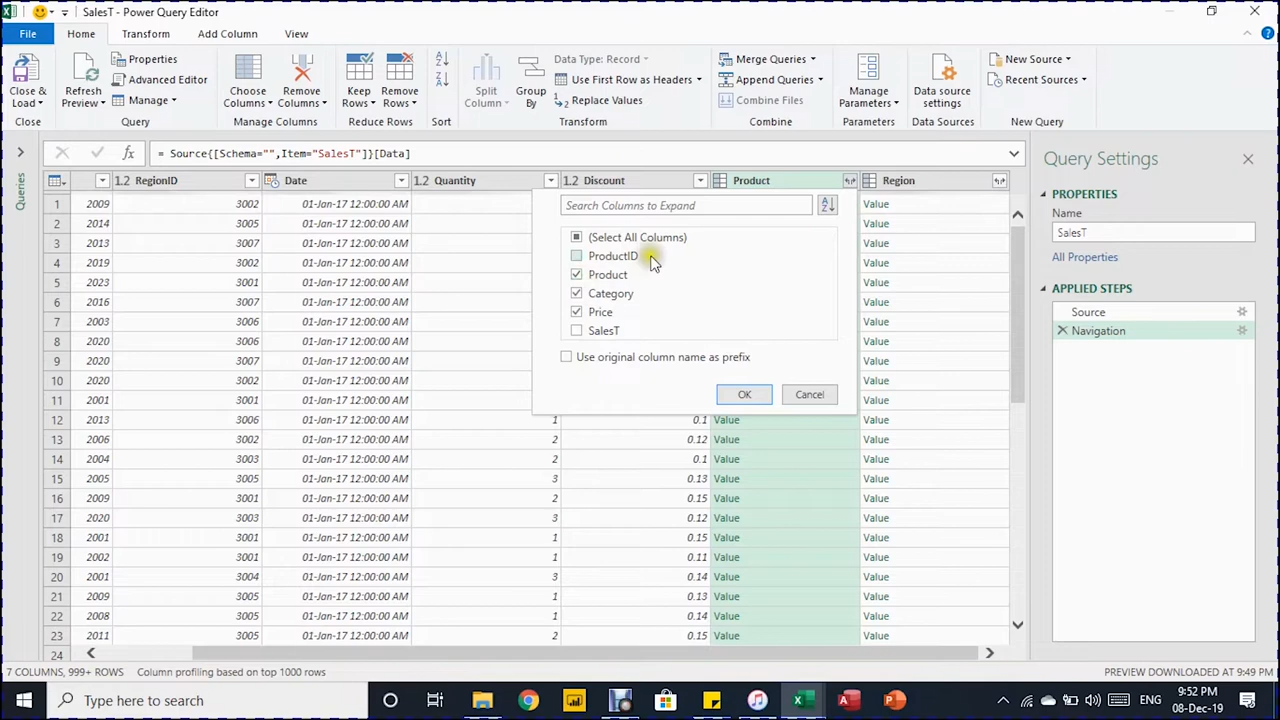 SalesT - Power Query Editor
File Home Transform Add Column View
Close & Load
Refresh Preview
Properties
Advanced Editor
Manage
Choose Columns
Remove Columns
Keep Rows
Remove Rows
Split Column
Group By
Data Type: Record
Use First Row as Headers
Replace Values
Merge Queries
Append Queries
Combine Files
Manage Parameters
Data source settings
New Source
Recent Sources
Close Query Manage Columns Reduce Rows Sort Transform Combine Parameters Data Sources New Query
= Source{[Schema="",Item="SalesT"]}[Data]
Queries
1.2 RegionID Date 1.2 Quantity 1.2 Discount Product Region
1 2009 3002 01-Jan-17 12:00:00 AM Value
2 2014 3005 01-Jan-17 12:00:00 AM Value
3 2013 3007 01-Jan-17 12:00:00 AM Value
4 2019 3002 01-Jan-17 12:00:00 AM Value
5 2023 3001 01-Jan-17 12:00:00 AM Value
6 2016 3007 01-Jan-17 12:00:00 AM Value
7 2003 3006 01-Jan-17 12:00:00 AM Value
8 2020 3006 01-Jan-17 12:00:00 AM Value
9 2020 3007 01-Jan-17 12:00:00 AM Value
10 2020 3002 01-Jan-17 12:00:00 AM Value
11 2001 3001 01-Jan-17 12:00:00 AM Value
12 2013 3006 01-Jan-17 12:00:00 AM 1 0.1 Value Value
13 2006 3002 01-Jan-17 12:00:00 AM 2 0.12 Value Value
14 2004 3003 01-Jan-17 12:00:00 AM 2 0.1 Value Value
15 2005 3005 01-Jan-17 12:00:00 AM 3 0.13 Value Value
16 2009 3001 01-Jan-17 12:00:00 AM 2 0.15 Value Value
17 2020 3003 01-Jan-17 12:00:00 AM 3 0.12 Value Value
18 2001 3001 01-Jan-17 12:00:00 AM 1 0.15 Value Value
19 2002 3001 01-Jan-17 12:00:00 AM 1 0.11 Value Value
20 2001 3004 01-Jan-17 12:00:00 AM 3 0.14 Value Value
21 2009 3005 01-Jan-17 12:00:00 AM 1 0.13 Value Value
22 2008 3005 01-Jan-17 12:00:00 AM 1 0.14 Value Value
23 2011 3005 01-Jan-17 12:00:00 AM 2 0.15 Value Value
24
Search Columns to Expand
(Select All Columns)
ProductID
Product
Category
Price
SalesT
Use original column name as prefix
OK Cancel
Query Settings
PROPERTIES
Name
SalesT
All Properties
APPLIED STEPS
Source
Navigation
7 COLUMNS, 999+ ROWS Column profiling based on top 1000 rows PREVIEW DOWNLOADED AT 9:49 PM
Type here to search
ENG
9:52 PM
08-Dec-19